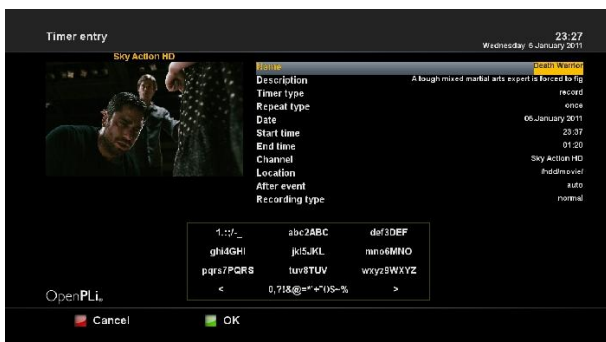 Timer entry
23:27
Wednesday 5 January 2011
Sky Action HD
Name Death Warrior
Description A tough mixed martial arts expert is forced to fig
Timer type record
Repeat type once
Date 05 January 2011
Start time 23:37
End time 01:20
Channel Sky Action HD
Location /hdd/movie/
After event auto
Recording type normal
abc2ABC def3DEF
ghi4GHI jkl5JKL mno6MNO
pqrs7PQRS tuv8TUV wxyz9WXYZ
< >
OpenPLi
Cancel OK